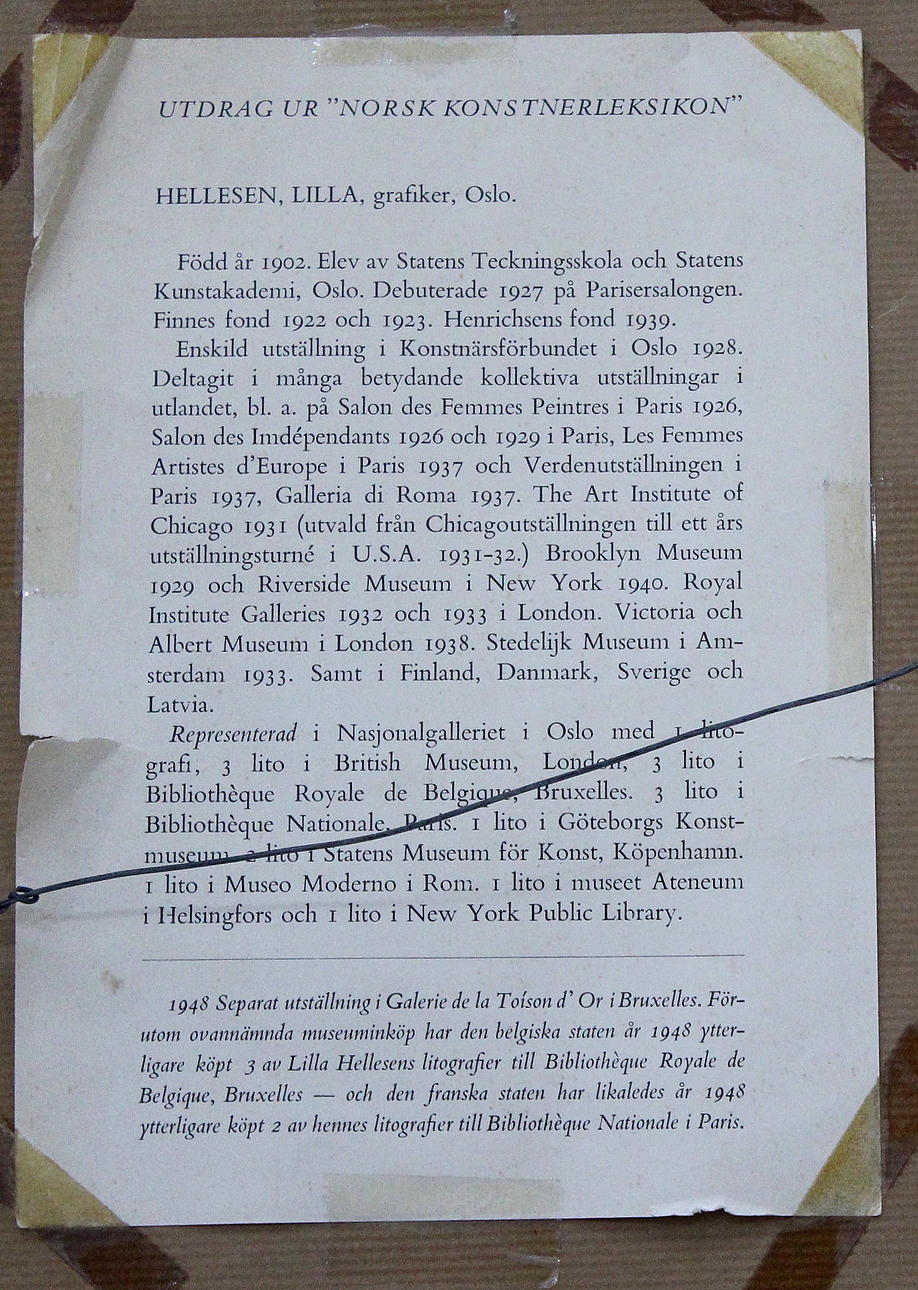 UTDRAG UR "NORSK KONSTNERLEKSIKON"
HELLESEN, LILLA, grafiker, Oslo.
Född år 1902. Elev av Statens Teckningsskola och Statens
Kunstakademi, Oslo. Debuterade 1927 på Parisersalongen.
Finnes fond 1922 och 1923. Henrichsens fond 1939.
Enskild utställning i Konstnärsförbundet i Oslo 1928.
Deltagit i många betydande kollektiva utställningar i
utlandet, bl. a. på Salon des Femmes Peintres i Paris 1926,
Salon des Imdépendants 1926 och 1929 i Paris, Les Femmes
Artistes d'Europe i Paris 1937 och Verdenutställningen i
Paris 1937, Galleria di Roma 1937. The Art Institute of
Chicago 1931 (utvald från Chicagoutställningen till ett års
utställningsturné i U.S.A. 1931-32.) Brooklyn Museum
1929 och Riverside Museum i New York 1940. Royal
Institute Galleries 1932 och 1933 i London. Victoria och
Albert Museum i London 1938. Stedelijk Museum i Am-
sterdam 1933. Samt i Finland, Danmark, Sverige och
Latvia.
Representerad i Nasjonalgalleriet i Oslo med 1 lito-
grafi, 3 lito i British Museum, London, 3 lito i
Bibliothèque Royale de Belgique, Bruxelles. 3 lito i
Bibliothèque Nationale, Paris. 1 lito i Göteborgs Konst-
museum, 2 lito i Statens Museum för Konst, Köpenhamn.
1 lito i Museo Moderno i Rom. 1 lito i museet Ateneum
i Helsingfors och 1 lito i New York Public Library.
1948 Separat utställning i Galerie de la Toíson d' Or i Bruxelles. För-
utom ovannämnda museuminköp har den belgiska staten år 1948 ytter-
ligare köpt 3 av Lilla Hellesens litografier till Bibliothèque Royale de
Belgique, Bruxelles — och den franska staten har likaledes år 1948
ytterligare köpt 2 av hennes litografier till Bibliothèque Nationale i Paris.